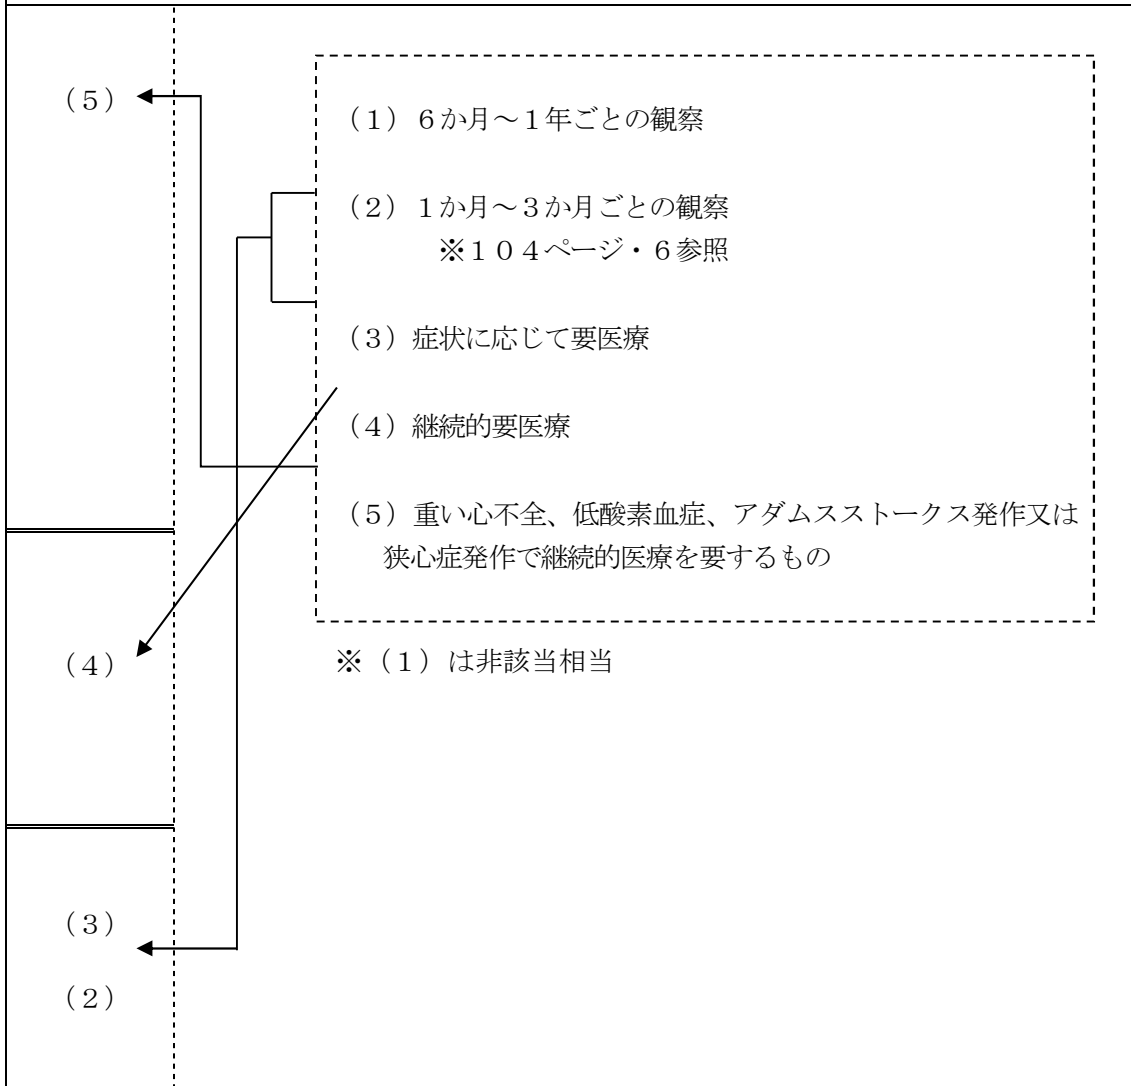 （５）
（１）６か月～１年ごとの観察
（２）１か月～３か月ごとの観察
※１０４ページ・６参照
（３）症状に応じて要医療
（４）継続的要医療
（５）重い心不全、低酸素血症、アダムスストークス発作又は
狭心症発作で継続的医療を要するもの
（４）
※（１）は非該当相当
（３）
（２）